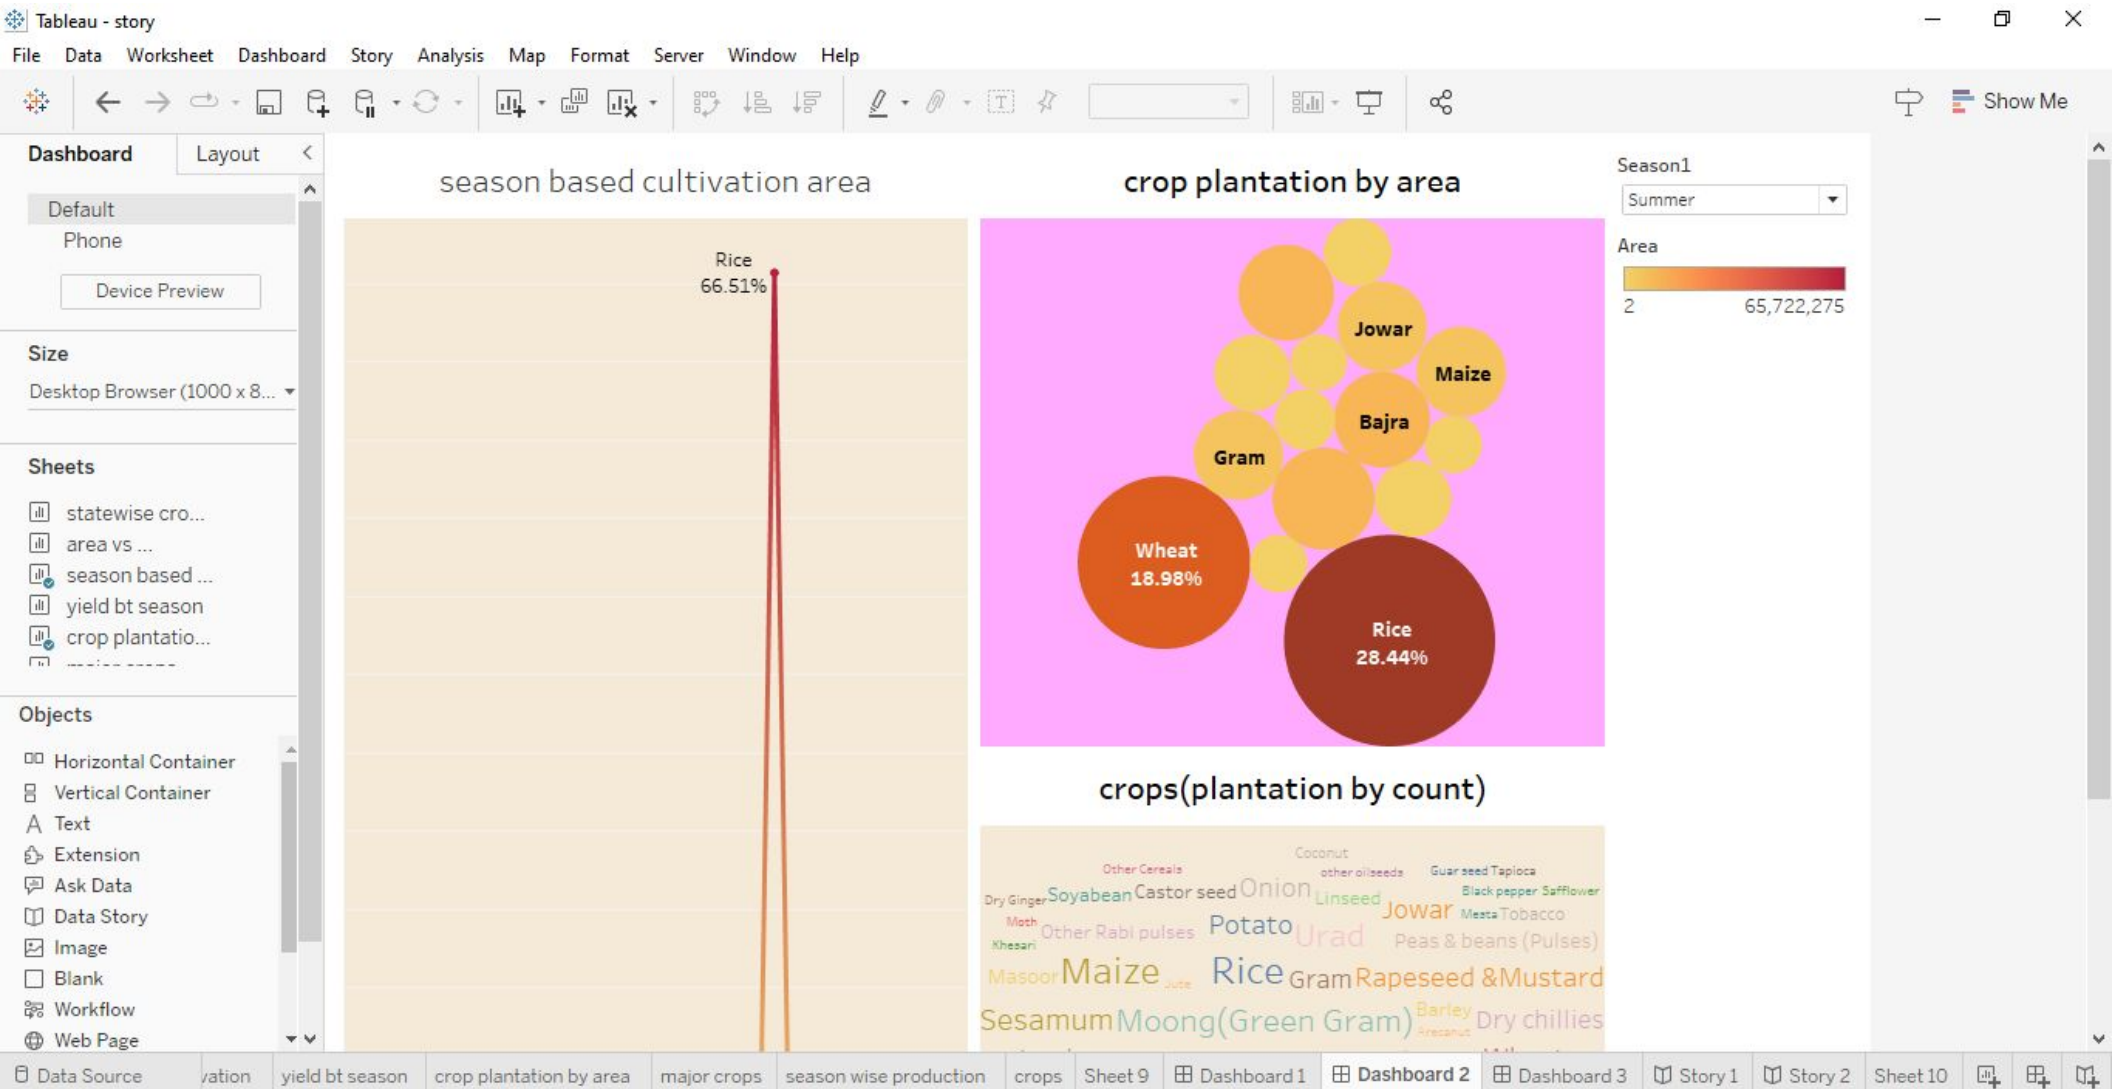 Tableau - story
File Data Worksheet Dashboard Story Analysis Map Format Server Window Help
Show Me
Dashboard Layout
Default
Phone
Device Preview
Size
Desktop Browser (1000 x 8...
Sheets
statewise cro...
area vs ...
season based ...
yield bt season
crop plantatio...
Objects
Horizontal Container
Vertical Container
Text
Extension
Ask Data
Data Story
Image
Blank
Workflow
Web Page
season based cultivation area
Rice
66.51%
crop plantation by area
Jowar
Maize
Bajra
Gram
Wheat
18.98%
Rice
28.44%
Season1
Summer
Area
2 65,722,275
crops(plantation by count)
Coconut
Other Cereals other oilseeds Guar seed Tapioca
Dry Ginger Soyabean Castor seed Onion Linseed Black pepper Safflower
Jowar Mesta Tobacco
Moth Other Rabi pulses Potato Urad Peas & beans (Pulses)
Khesari
Masoor Maize Jute Rice Gram Rapeseed &Mustard
Sesamum Moong(Green Gram) Barley Dry chillies
Arecanut
Data Source vation yield bt season crop plantation by area major crops season wise production crops Sheet 9 Dashboard 1 Dashboard 2 Dashboard 3 Story 1 Story 2 Sheet 10